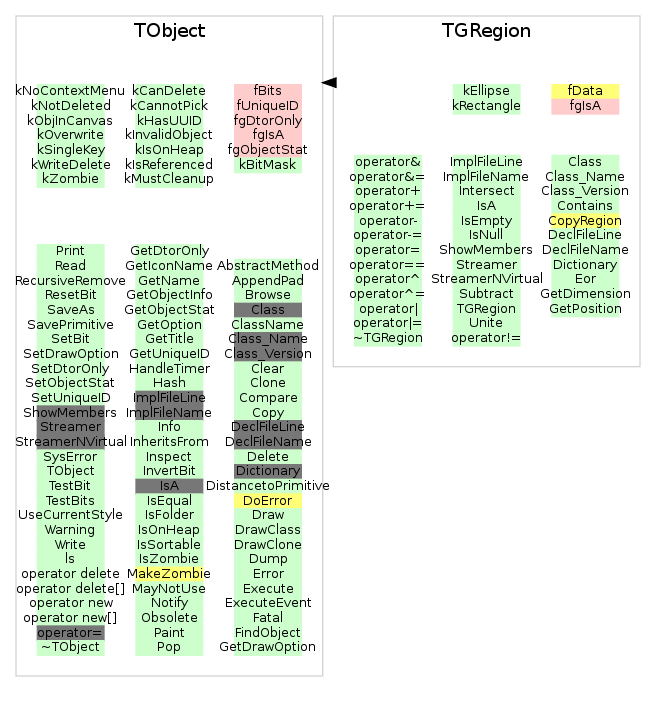 TObject
kNoContextMenu
kNotDeleted
kObjInCanvas
kOverwrite
kSingleKey
kWriteDelete
kZombie
kCanDelete
kCannotPick
kHasUUID
kInvalidObject
kIsOnHeap
kIsReferenced
kMustCleanup
fBits
fUniqueID
fgDtorOnly
fgIsA
fgObjectStat
kBitMask
Print
Read
RecursiveRemove
ResetBit
SaveAs
SavePrimitive
SetBit
SetDrawOption
SetDtorOnly
SetObjectStat
SetUniqueID
ShowMembers
Streamer
StreamerNVirtual
SysError
TObject
TestBit
TestBits
UseCurrentStyle
Warning
Write
ls
operator delete
operator delete[]
operator new
operator new[]
operator=
~TObject
GetDtorOnly
GetIconName
GetName
GetObjectInfo
GetObjectStat
GetOption
GetTitle
GetUniqueID
HandleTimer
Hash
ImplFileLine
ImplFileName
Info
InheritsFrom
Inspect
InvertBit
IsA
IsEqual
IsFolder
IsOnHeap
IsSortable
IsZombie
MakeZombie
MayNotUse
Notify
Obsolete
Paint
Pop
AbstractMethod
AppendPad
Browse
Class
ClassName
Class_Name
Class_Version
Clear
Clone
Compare
Copy
DeclFileLine
DeclFileName
Delete
Dictionary
DistancetoPrimitive
DoError
Draw
DrawClass
DrawClone
Dump
Error
Execute
ExecuteEvent
Fatal
FindObject
GetDrawOption
TGRegion
kEllipse
kRectangle
fData
fgIsA
operator&
operator&=
operator+
operator+=
operator-
operator-=
operator=
operator==
operator^
operator^=
operator|
operator|=
~TGRegion
ImplFileLine
ImplFileName
Intersect
IsA
IsEmpty
IsNull
ShowMembers
Streamer
StreamerNVirtual
Subtract
TGRegion
Unite
operator!=
Class
Class_Name
Class_Version
Contains
CopyRegion
DeclFileLine
DeclFileName
Dictionary
Eor
GetDimension
GetPosition